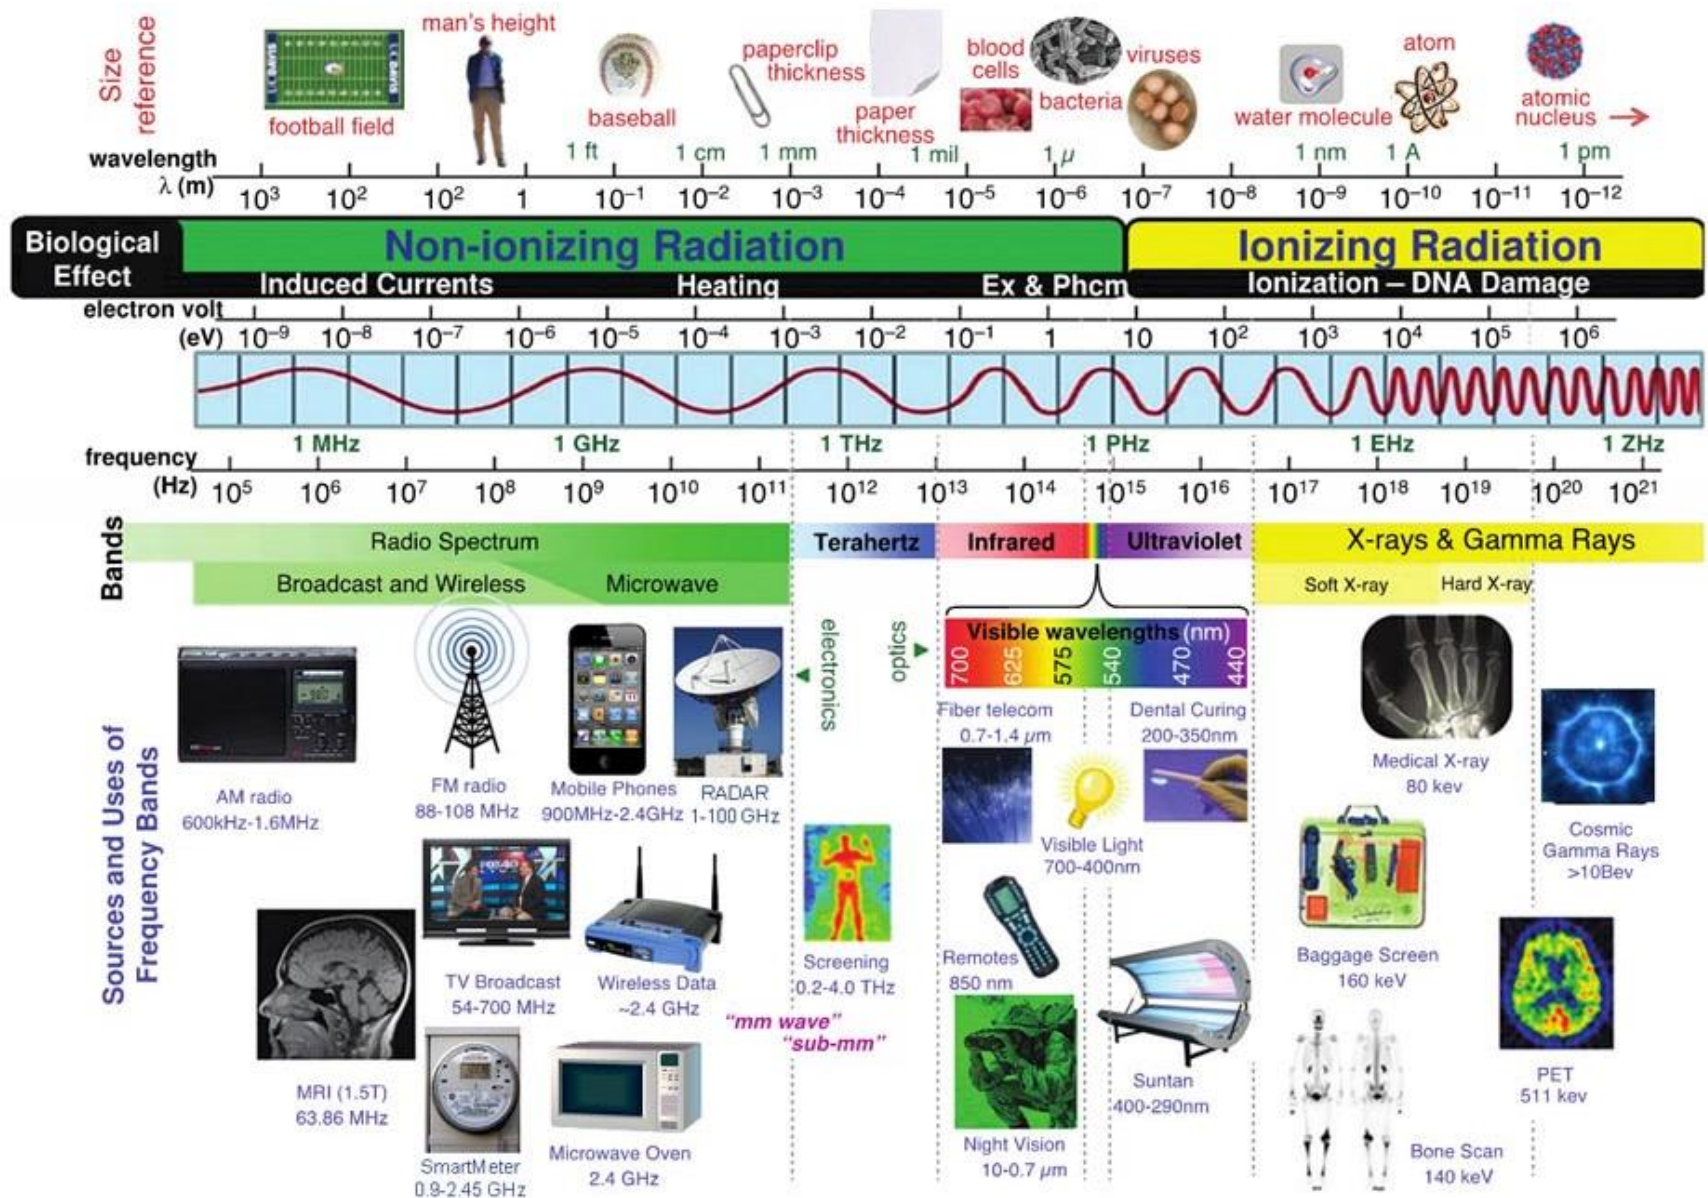 Size
reference
football field
man's height
baseball
paperclip
thickness
paper
thickness
blood
cells
bacteria
viruses
water molecule
atom
atomic
nucleus
wavelength
λ (m)
1 ft 1 cm 1 mm 1 mil 1 µ 1 nm 1 A 1 pm
10³ 10² 10² 1 10⁻¹ 10⁻² 10⁻³ 10⁻⁴ 10⁻⁵ 10⁻⁶ 10⁻⁷ 10⁻⁸ 10⁻⁹ 10⁻¹⁰ 10⁻¹¹ 10⁻¹²
Biological
Effect
Non-ionizing Radiation
Ionizing Radiation
Induced Currents Heating Ex & Phcm
Ionization – DNA Damage
electron volt
(eV) 10⁻⁹ 10⁻⁸ 10⁻⁷ 10⁻⁶ 10⁻⁵ 10⁻⁴ 10⁻³ 10⁻² 10⁻¹ 1 10 10² 10³ 10⁴ 10⁵ 10⁶
1 MHz 1 GHz 1 THz 1 PHz 1 EHz 1 ZHz
frequency
(Hz) 10⁵ 10⁶ 10⁷ 10⁸ 10⁹ 10¹⁰ 10¹¹ 10¹² 10¹³ 10¹⁴ 10¹⁵ 10¹⁶ 10¹⁷ 10¹⁸ 10¹⁹ 10²⁰ 10²¹
Bands
Radio Spectrum
Terahertz
Infrared
Ultraviolet
X-rays & Gamma Rays
Broadcast and Wireless
Microwave
Soft X-ray
Hard X-ray
electronics
optics
Visible wavelengths (nm)
700 625 575 540 470 440
Sources and Uses of
Frequency Bands
AM radio
600kHz-1.6MHz
FM radio
88-108 MHz
Mobile Phones
900MHz-2.4GHz
RADAR
1-100 GHz
Fiber telecom
0.7-1.4 µm
Dental Curing
200-350nm
Visible Light
700-400nm
Medical X-ray
80 kev
Cosmic
Gamma Rays
>10Bev
MRI (1.5T)
63.86 MHz
TV Broadcast
54-700 MHz
Wireless Data
~2.4 GHz
"mm wave"
"sub-mm"
Screening
0.2-4.0 THz
Remotes
850 nm
Baggage Screen
160 keV
SmartMeter
0.9-2.45 GHz
Microwave Oven
2.4 GHz
Night Vision
10-0.7 µm
Suntan
400-290nm
Bone Scan
140 keV
PET
511 kev